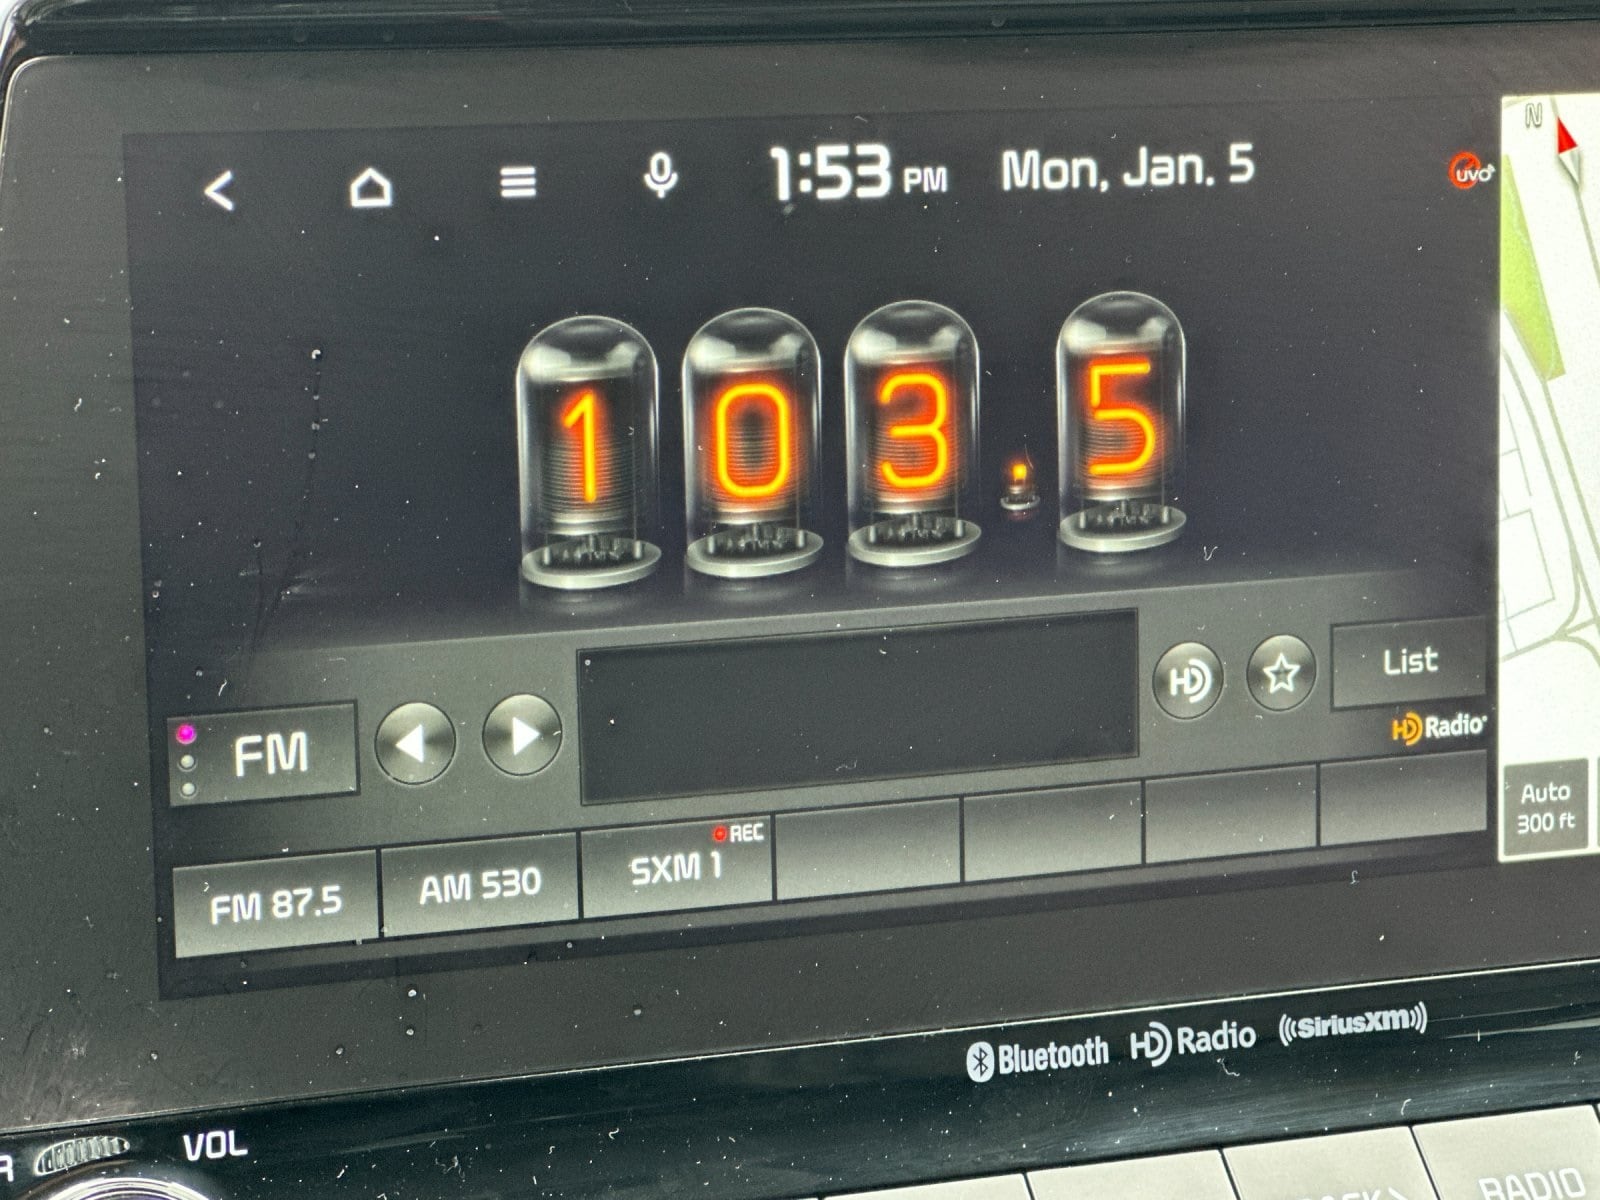 1:53 PM Mon, Jan. 5
UVO
N
103.5
HD
List
HD Radio
FM
Auto
300 ft
REC
FM 87.5
AM 530
SXM 1
Bluetooth HD Radio ((SiriusXM))
VOL
RADIO